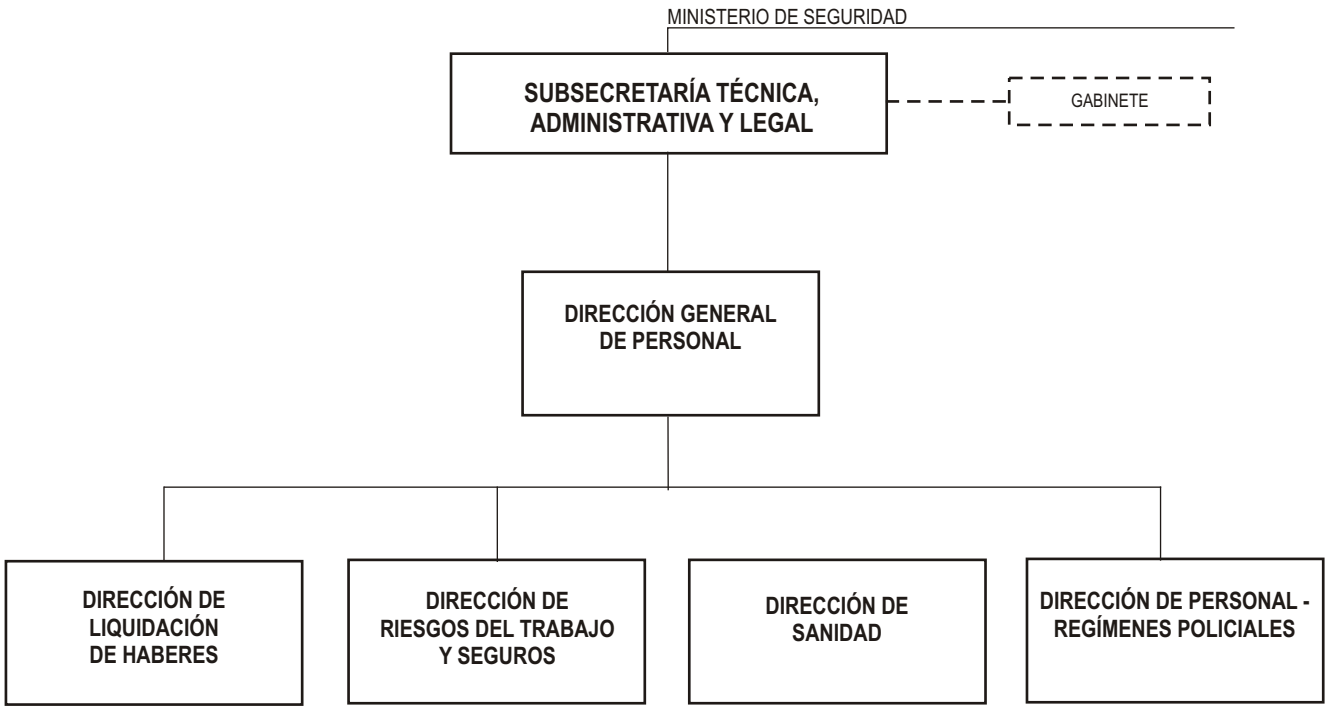 MINISTERIO DE SEGURIDAD
SUBSECRETARÍA TÉCNICA,
ADMINISTRATIVA Y LEGAL
GABINETE
DIRECCIÓN GENERAL
DE PERSONAL
DIRECCIÓN DE
LIQUIDACIÓN
DE HABERES
DIRECCIÓN DE
RIESGOS DEL TRABAJO
Y SEGUROS
DIRECCIÓN DE
SANIDAD
DIRECCIÓN DE PERSONAL -
REGÍMENES POLICIALES